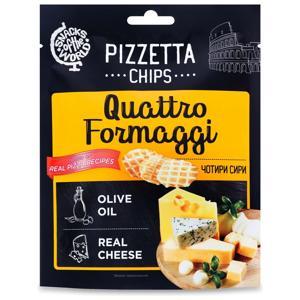 SNACKS
OF THE
WORLD
PIZZETTA
CHIPS
Quattro
Formaggi
REAL PIZZA RECIPES
ЧОТИРИ СИРИ
OLIVE
OIL
REAL
CHEESE